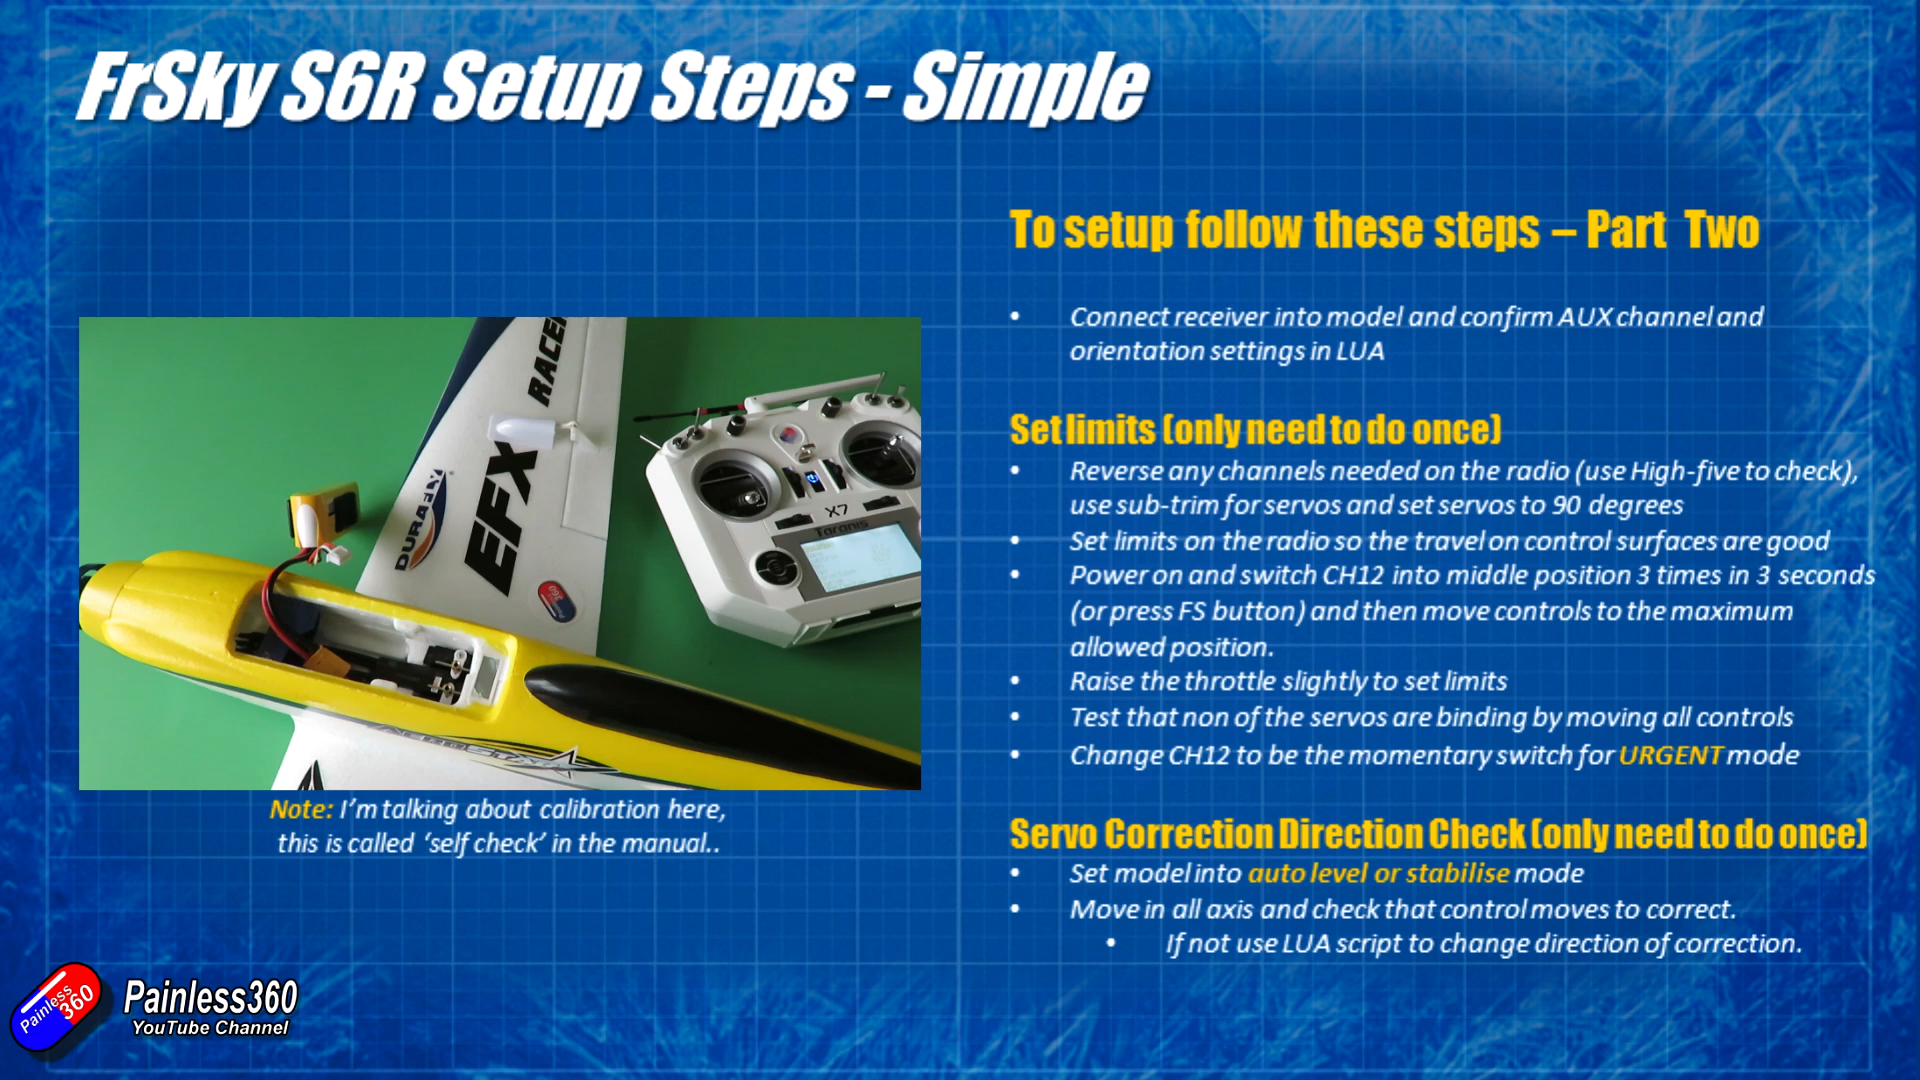 FrSky S6R Setup Steps - Simple
To setup follow these steps – Part Two
• Connect receiver into model and confirm AUX channel and
orientation settings in LUA
Set limits (only need to do once)
• Reverse any channels needed on the radio (use High-five to check),
use sub-trim for servos and set servos to 90 degrees
• Set limits on the radio so the travel on control surfaces are good
• Power on and switch CH12 into middle position 3 times in 3 seconds
(or press FS button) and then move controls to the maximum
allowed position.
• Raise the throttle slightly to set limits
• Test that non of the servos are binding by moving all controls
• Change CH12 to be the momentary switch for URGENT mode
Servo Correction Direction Check (only need to do once)
• Set model into auto level or stabilise mode
• Move in all axis and check that control moves to correct.
• If not use LUA script to change direction of correction.
RACER
EFX
DURAFLY
X7
Taranis
Note: I’m talking about calibration here,
this is called ‘self check’ in the manual..
Painless
360
Painless360
YouTube Channel